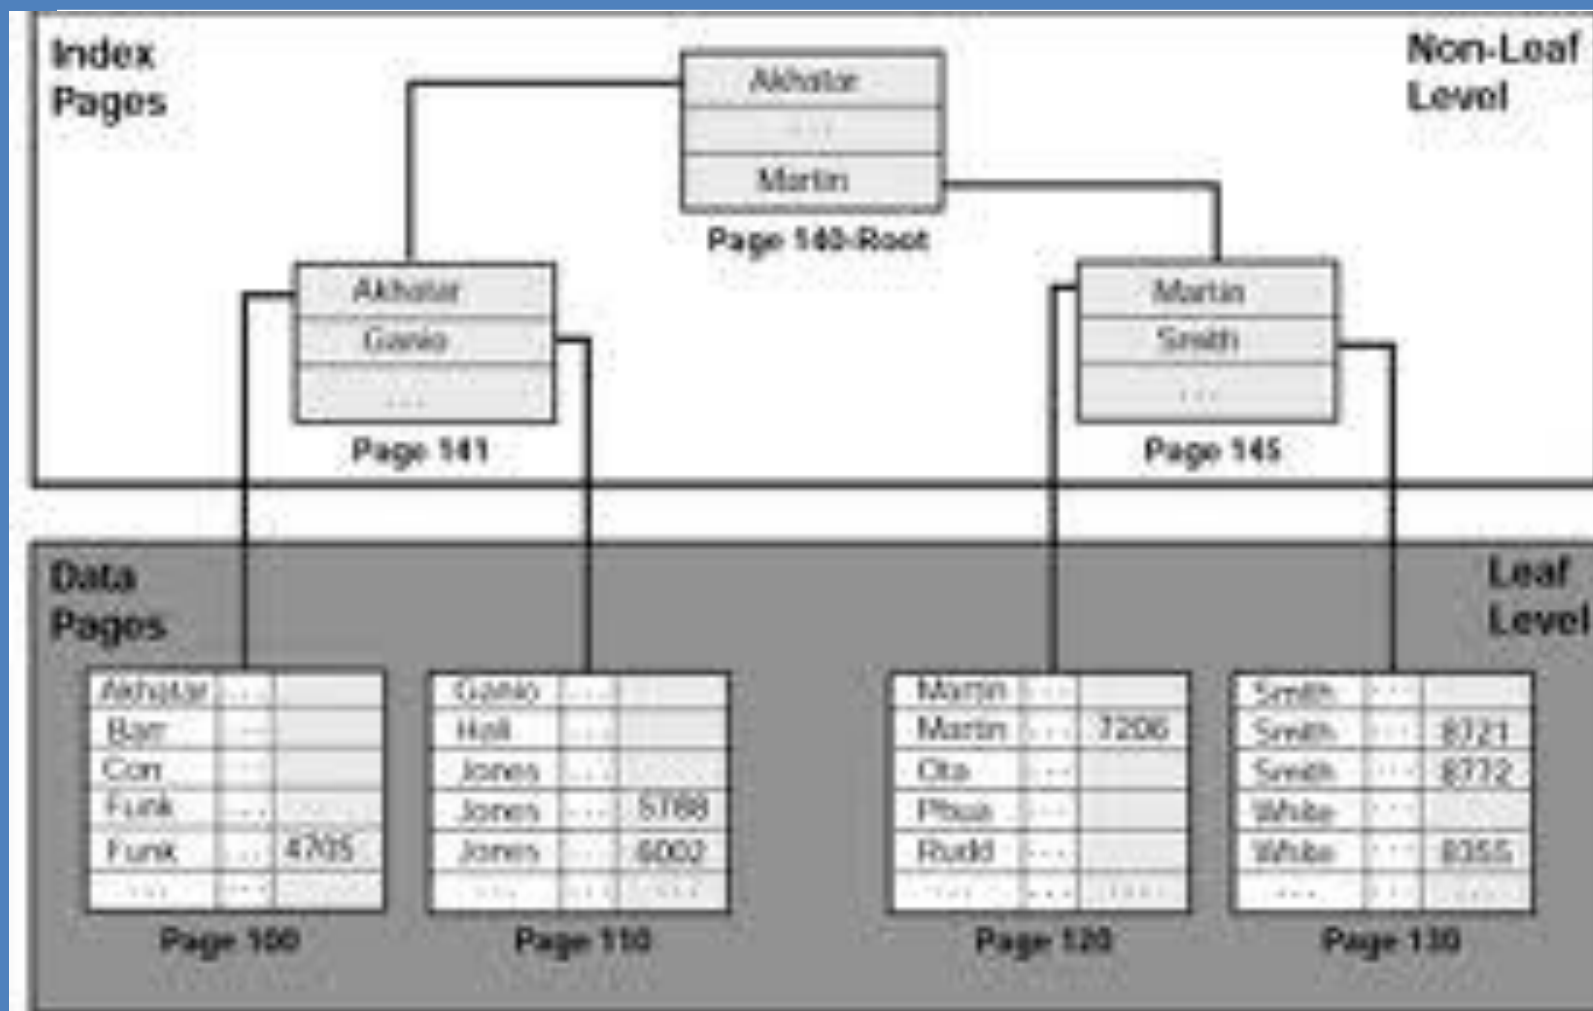 Index
Pages
Non-Leaf
Level
Akhatar
...
Martin
Page 140-Root
Akhatar
Ganio
...
Page 141
Martin
Smith
...
Page 145
Data
Pages
Leaf
Level
Akhatar ...
Barr ...
Con ...
Funk ... ...
Funk ... 4705
... ... ...
Page 100
Ganio ... ...
Hall ...
Jones ... ...
Jones ... 5788
Jones ... 6002
... ... ...
Page 110
Martin ...
Martin ... 7206
Ota ...
Phua ...
Rudd ...
... ... ...
Page 120
Smith ...
Smith ... 8721
Smith ... 8772
White ...
White ... 8355
... ... ...
Page 130